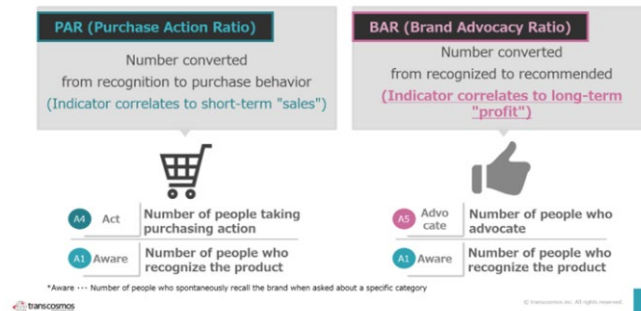 PAR (Purchase Action Ratio)
Number converted
from recognition to purchase behavior
(Indicator correlates to short-term "sales")
A4 Act
Number of people taking
purchasing action
A1 Aware
Number of people who
recognize the product
BAR (Brand Advocacy Ratio)
Number converted
from recognized to recommended
(Indicator correlates to long-term
"profit")
A5 Advo
cate
Number of people who
advocate
A1 Aware
Number of people who
recognize the product
*Aware ･･･ Number of people who spontaneously recall the brand when asked about a specific category
transcosmos
© transcosmos inc. All rights reserved.